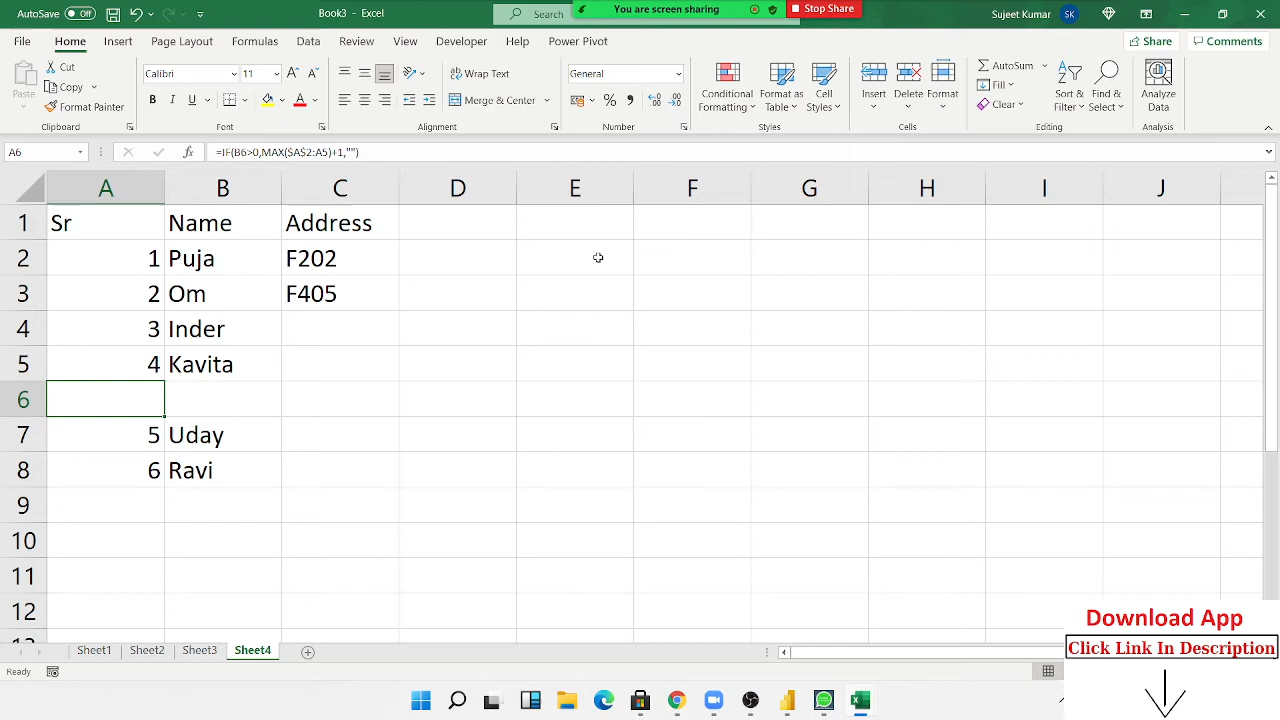 AutoSave Off Book3 - Excel Search You are screen sharing Stop Share Sujeet Kumar SK
File Home Insert Page Layout Formulas Data Review View Developer Help Power Pivot Share Comments
Paste Cut Copy Format Painter Clipboard
Calibri 11 B I U A Font
Wrap Text Merge & Center Alignment
General % Number
Conditional Formatting Format as Table Cell Styles Styles
Insert Delete Format Cells
AutoSum Fill Clear Sort & Filter Find & Select Editing
Analyze Data Analysis
A6 fx =IF(B6>0,MAX($A$2:A5)+1,"")
A B C D E F G H I J
1 Sr Name Address
2 1 Puja F202
3 2 Om F405
4 3 Inder
5 4 Kavita
6
7 5 Uday
8 6 Ravi
9
10
11
12
Download App
Click Link In Description
Sheet1 Sheet2 Sheet3 Sheet4
Ready